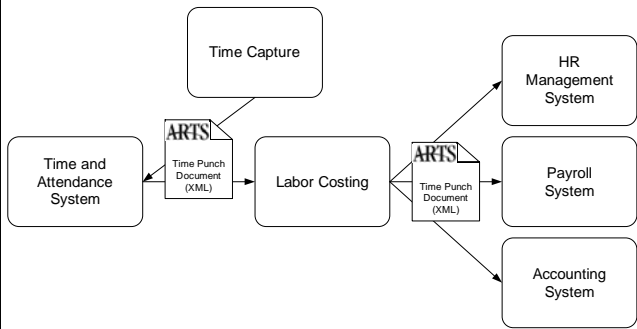 Time Capture
HR
Management
System
ARTS
Time Punch
Document
(XML)
Time and
Attendance
System
Labor Costing
ARTS
Time Punch
Document
(XML)
Payroll
System
Accounting
System